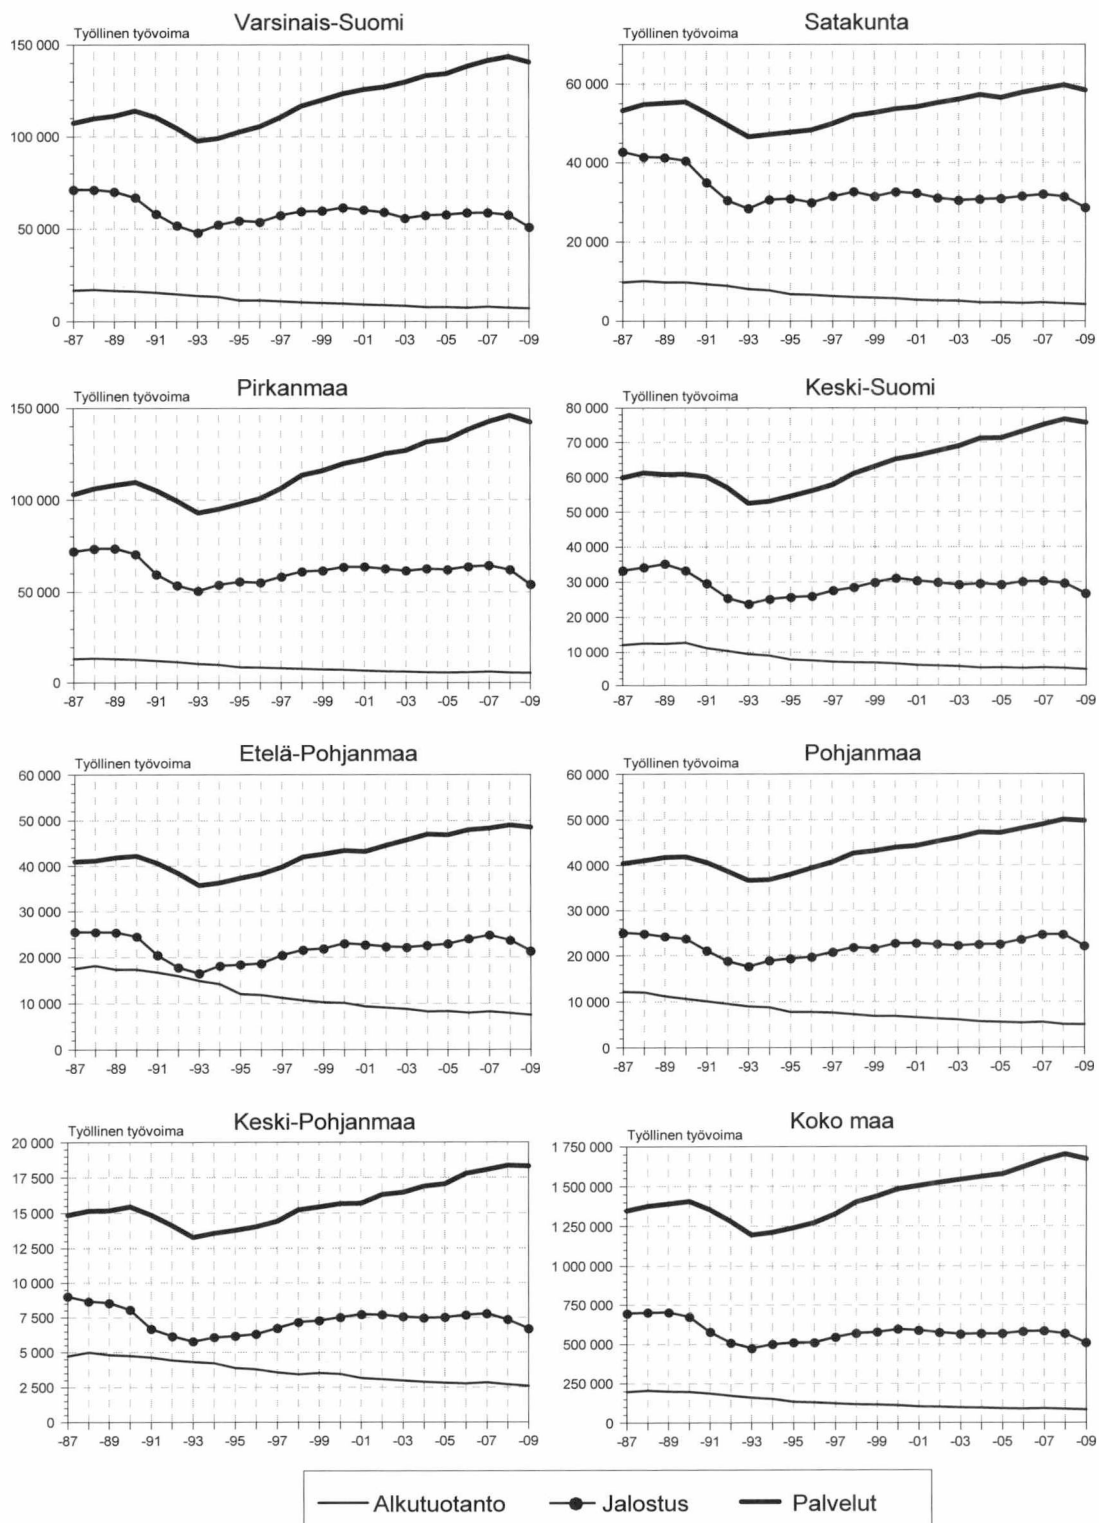 Varsinais-Suomi
Työllinen työvoima
150 000
100 000
50 000
0
-87 -89 -91 -93 -95 -97 -99 -01 -03 -05 -07 -09
Satakunta
Työllinen työvoima
60 000
40 000
20 000
0
-87 -89 -91 -93 -95 -97 -99 -01 -03 -05 -07 -09
Pirkanmaa
Työllinen työvoima
150 000
100 000
50 000
0
-87 -89 -91 -93 -95 -97 -99 -01 -03 -05 -07 -09
Keski-Suomi
Työllinen työvoima
80 000
70 000
60 000
50 000
40 000
30 000
20 000
10 000
0
-87 -89 -91 -93 -95 -97 -99 -01 -03 -05 -07 -09
Etelä-Pohjanmaa
Työllinen työvoima
60 000
50 000
40 000
30 000
20 000
10 000
0
-87 -89 -91 -93 -95 -97 -99 -01 -03 -05 -07 -09
Pohjanmaa
Työllinen työvoima
60 000
50 000
40 000
30 000
20 000
10 000
0
-87 -89 -91 -93 -95 -97 -99 -01 -03 -05 -07 -09
Keski-Pohjanmaa
Työllinen työvoima
20 000
17 500
15 000
12 500
10 000
7 500
5 000
2 500
0
-87 -89 -91 -93 -95 -97 -99 -01 -03 -05 -07 -09
Koko maa
Työllinen työvoima
1 750 000
1 500 000
1 250 000
1 000 000
750 000
500 000
250 000
0
-87 -89 -91 -93 -95 -97 -99 -01 -03 -05 -07 -09
Alkutuotanto Jalostus Palvelut